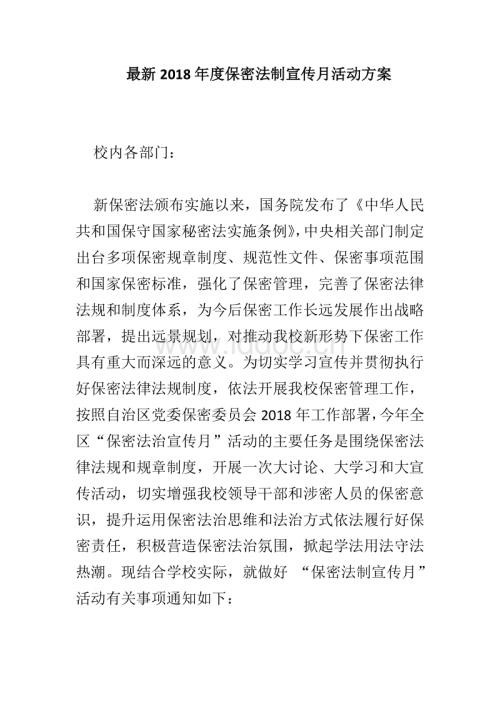 最新 2018 年度保密法制宣传月活动方案
校内各部门：
新保密法颁布实施以来，国务院发布了《中华人民
共和国保守国家秘密法实施条例》，中央相关部门制定
出台多项保密规章制度、规范性文件、保密事项范围
和国家保密标准，强化了保密管理，完善了保密法律
法规和制度体系，为今后保密工作长远发展作出战略
部署，提出远景规划，对推动我校新形势下保密工作
具有重大而深远的意义。为切实学习宣传并贯彻执行
好保密法律法规制度，依法开展我校保密管理工作，
按照自治区党委保密委员会 2018 年工作部署，今年全
区“保密法治宣传月”活动的主要任务是围绕保密法
律法规和规章制度，开展一次大讨论、大学习和大宣
传活动，切实增强我校领导干部和涉密人员的保密意
识，提升运用保密法治思维和法治方式依法履行好保
密责任，积极营造保密法治氛围，掀起学法用法守法
热潮。现结合学校实际，就做好 “保密法制宣传月”
活动有关事项通知如下：